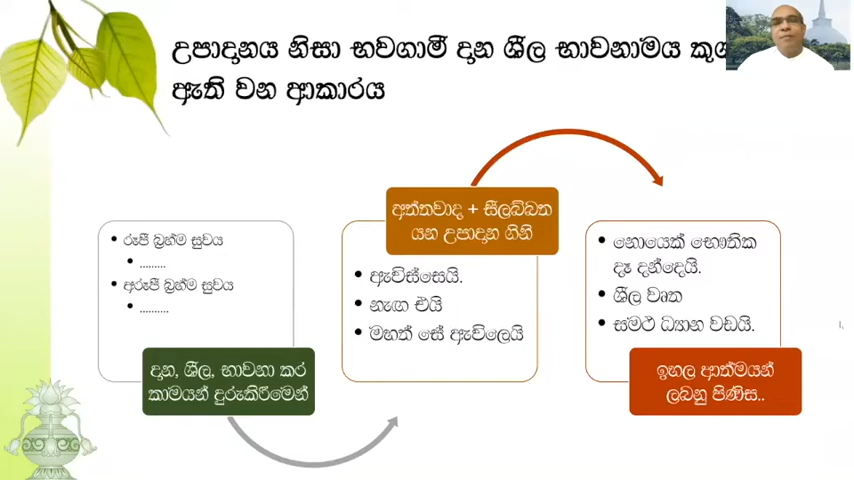 උපාදානය නිසා භවගාමී දාන ශීල භාවනාමය
ඇති වන ආකාරය
රූපී බ්‍රහ්ම සුවය
.........
අරූපී බ්‍රහ්ම සුවය
.........
දාන, ශීල, භාවනා කර
කාමයන් දුරුකිරීමෙන්
අත්තවාද + සීලබ්බත
යන උපාදාන ගිනි
ඇවිස්සෙයි.
නැඟ එයි
මහත් සේ ඇවිලෙයි
නොයෙක් භෞතික
දෑ දන්දෙයි.
ශීල වෘත
සමථ ධ්‍යාන වඩයි.
ඉහල ආත්මයන්
ලබනු පිණිස..